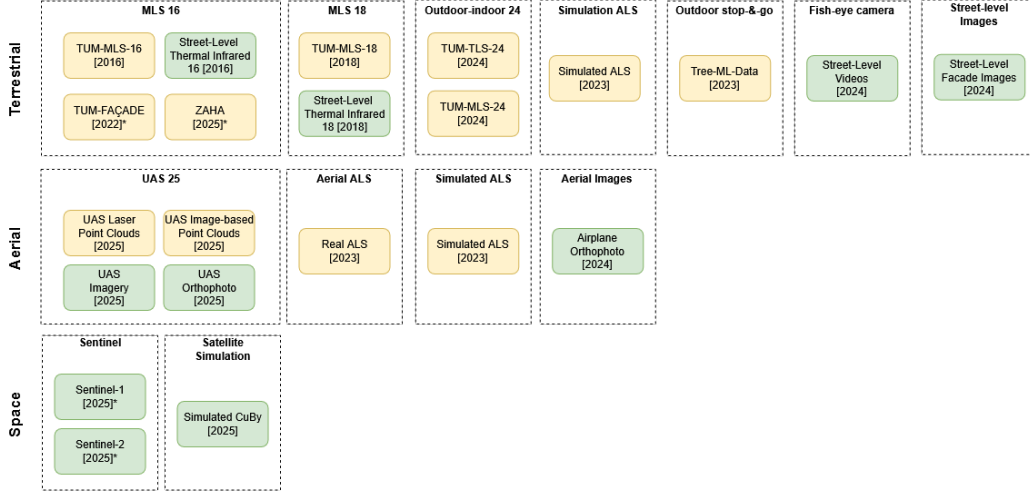 Terrestrial
MLS 16
TUM-MLS-16
[2016]
Street-Level
Thermal Infrared
16 [2016]
TUM-FAÇADE
[2022]*
ZAHA
[2025]*
MLS 18
TUM-MLS-18
[2018]
Street-Level
Thermal Infrared
18 [2018]
Outdoor-indoor 24
TUM-TLS-24
[2024]
TUM-MLS-24
[2024]
Simulation ALS
Simulated ALS
[2023]
Outdoor stop-&-go
Tree-ML-Data
[2023]
Fish-eye camera
Street-Level
Videos
[2024]
Street-level
Images
Street-Level
Facade Images
[2024]
Aerial
UAS 25
UAS Laser
Point Clouds
[2025]
UAS Image-based
Point Clouds
[2025]
UAS
Imagery
[2025]
UAS
Orthophoto
[2025]
Aerial ALS
Real ALS
[2023]
Simulated ALS
Simulated ALS
[2023]
Aerial Images
Airplane
Orthophoto
[2024]
Space
Sentinel
Sentinel-1
[2025]*
Sentinel-2
[2025]*
Satellite
Simulation
Simulated CuBy
[2025]